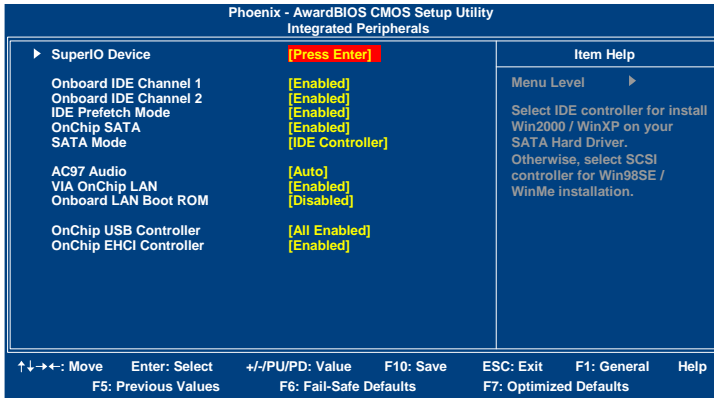 Phoenix - AwardBIOS CMOS Setup Utility
Integrated Peripherals
SuperIO Device [Press Enter]
Onboard IDE Channel 1 [Enabled]
Onboard IDE Channel 2 [Enabled]
IDE Prefetch Mode [Enabled]
OnChip SATA [Enabled]
SATA Mode [IDE Controller]
AC97 Audio [Auto]
VIA OnChip LAN [Enabled]
Onboard LAN Boot ROM [Disabled]
OnChip USB Controller [All Enabled]
OnChip EHCI Controller [Enabled]
Item Help
Menu Level
Select IDE controller for install
Win2000 / WinXP on your
SATA Hard Driver.
Otherwise, select SCSI
controller for Win98SE /
WinMe installation.
↑↓→←: Move Enter: Select +/-/PU/PD: Value F10: Save ESC: Exit F1: General Help
F5: Previous Values F6: Fail-Safe Defaults F7: Optimized Defaults